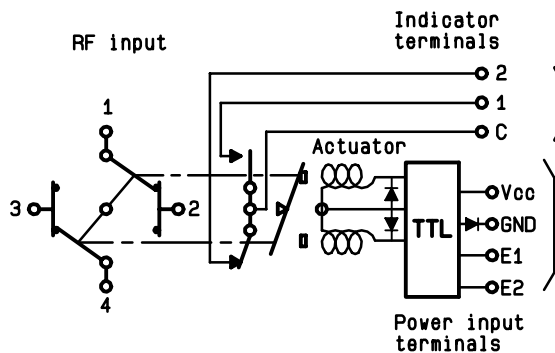 Indicator
terminals
RF input
2
1
C
1
Actuator
3
2
4
TTL
Vcc
GND
E1
E2
Power input
terminals